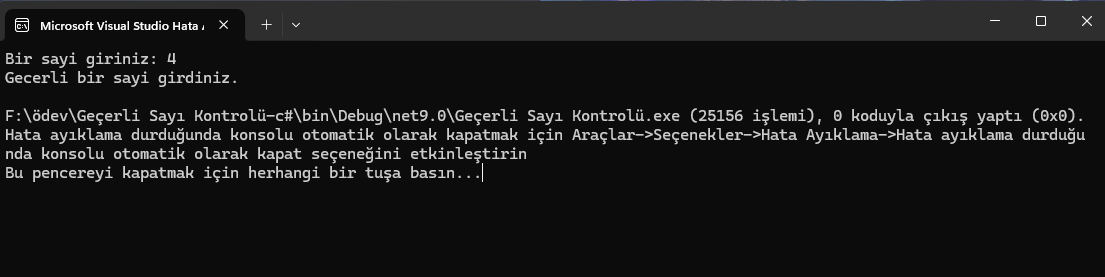 Microsoft Visual Studio Hata A
Bir sayi giriniz: 4
Gecerli bir sayi girdiniz.
F:\ödev\Geçerli Sayı Kontrolü-c#\bin\Debug\net9.0\Geçerli Sayı Kontrolü.exe (25156 işlemi), 0 koduyla çıkış yaptı (0x0).
Hata ayıklama durduğunda konsolu otomatik olarak kapatmak için Araçlar->Seçenekler->Hata Ayıklama->Hata ayıklama durduğu
nda konsolu otomatik olarak kapat seçeneğini etkinleştirin
Bu pencereyi kapatmak için herhangi bir tuşa basın...